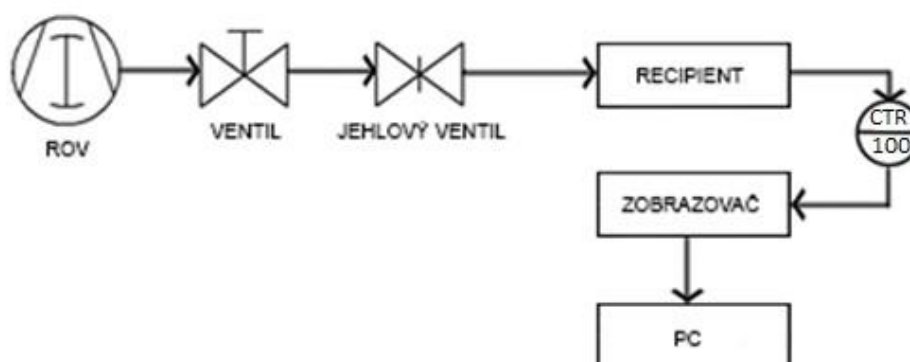 ROV
VENTIL
JEHLOVÝ VENTIL
RECIPIENT
CTR
100
ZOBRAZOVAČ
PC